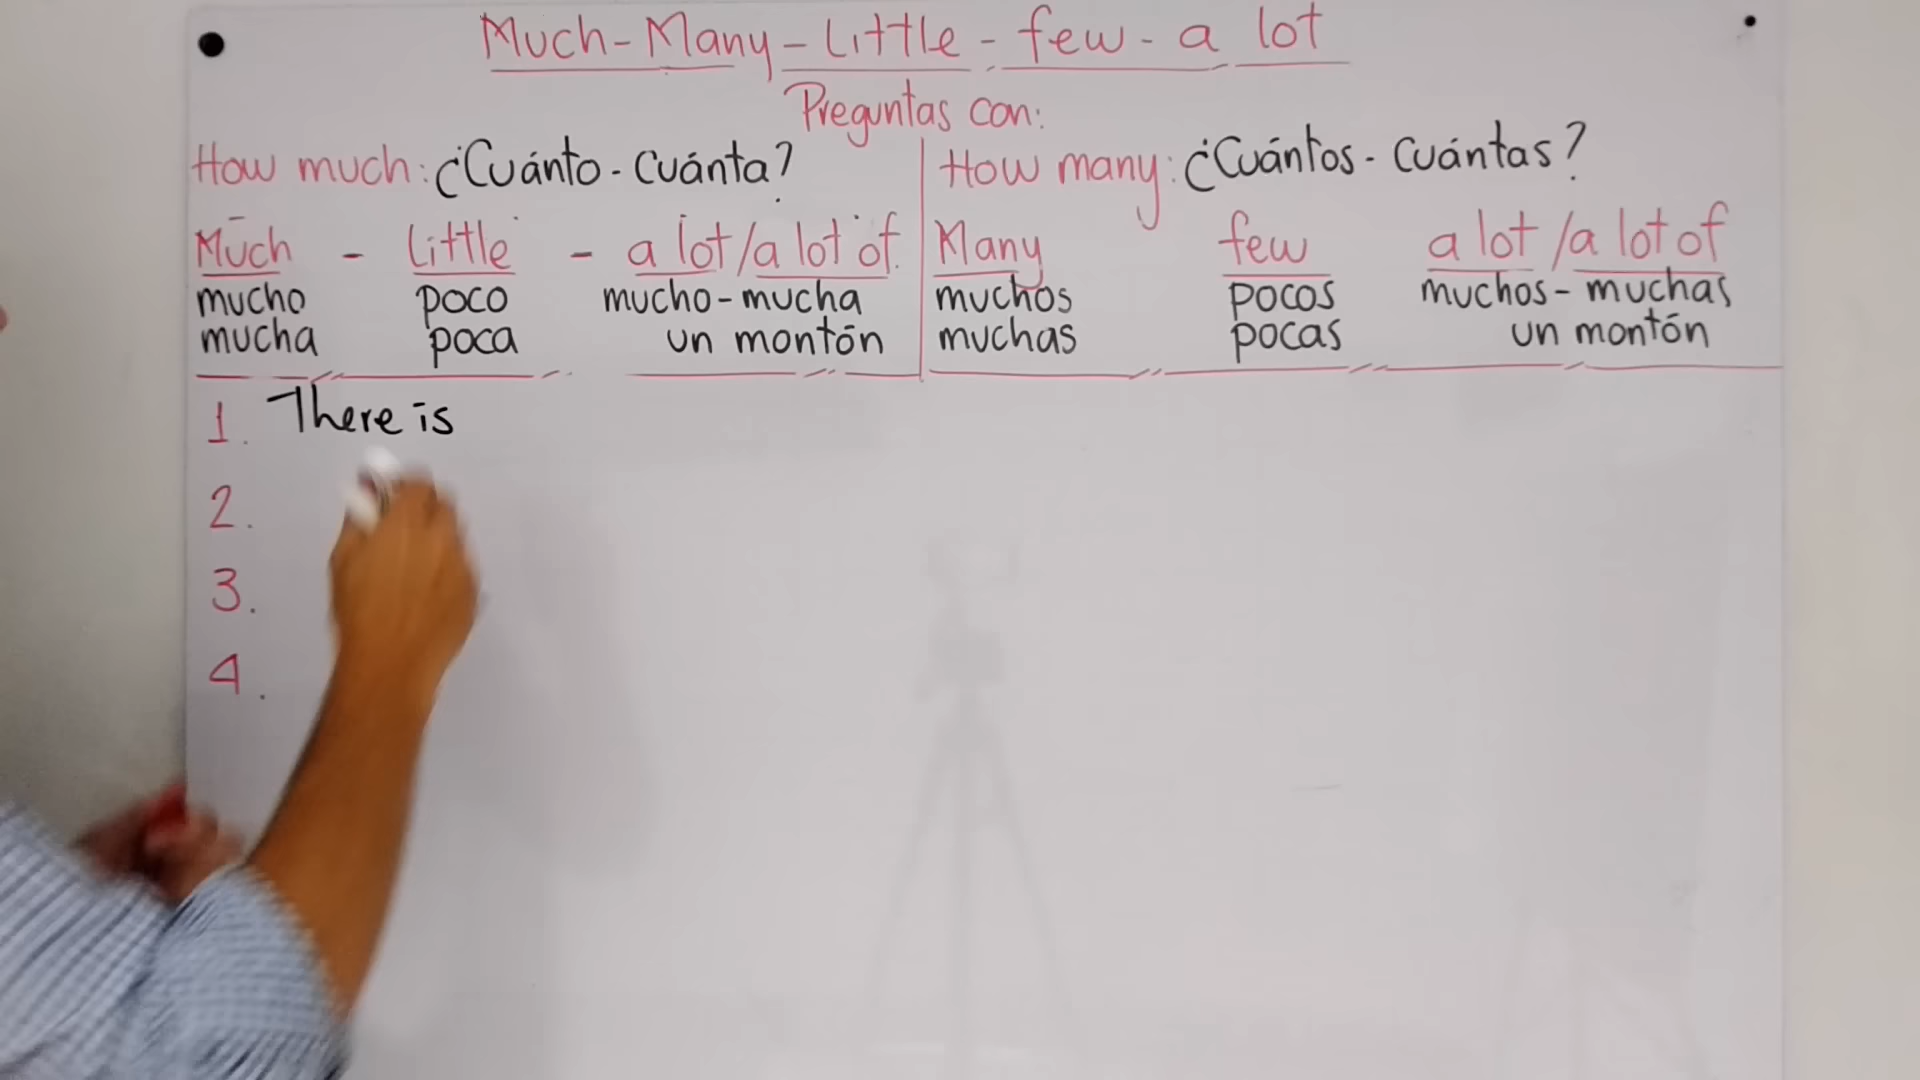 Much - Many - Little - few - a lot
Preguntas con:
How much: ¿Cuánto - Cuánta?
Much - Little - a lot / a lot of
mucho poco mucho - mucha
mucha poca un montón
How many: ¿Cuántos - Cuántas?
Many few a lot / a lot of
muchos pocos muchos - muchas
muchas pocas un montón
1. There is
2.
3.
4.